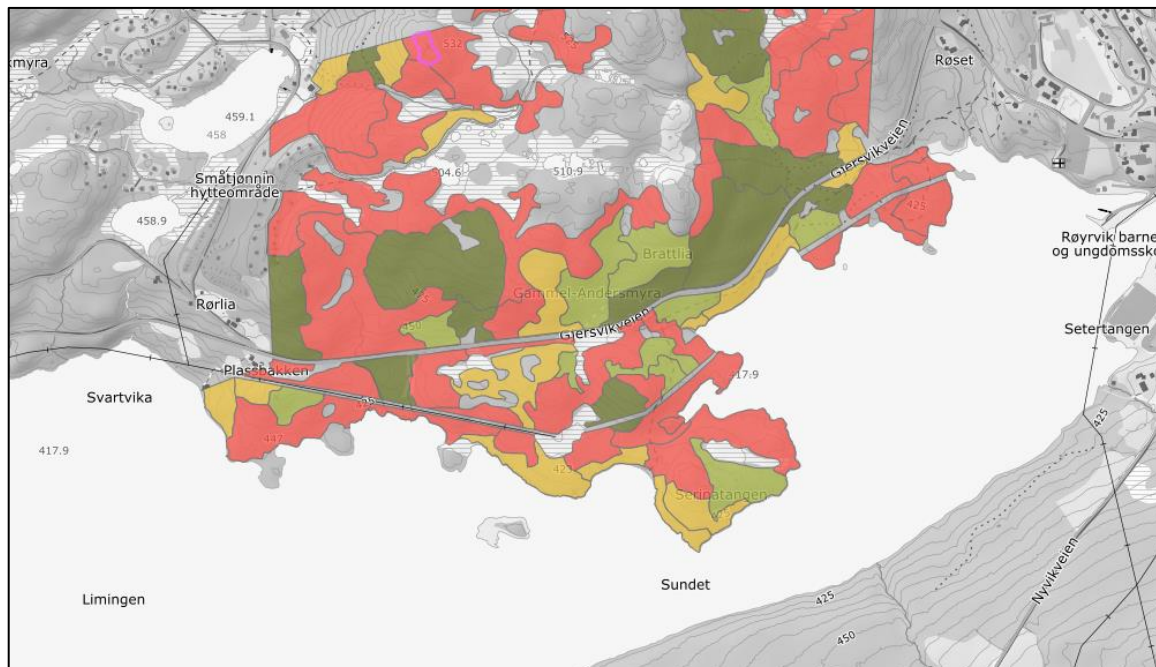 532
Røset
kmyra
459.1
458
Gjersvikveien
504.6
510.9
Småtjønnin
hytteområde
425
458.9
Brattlia
Røyrvik barne
og ungdomssko
Gammel-Andersmyra
Rørlia
450
Gjersvikveien
Setertangen
Plassbakken
417.9
Svartvika
425
447
425
417.9
Serinatangen
Sundet
Limingen
425
Nyvikveien
450